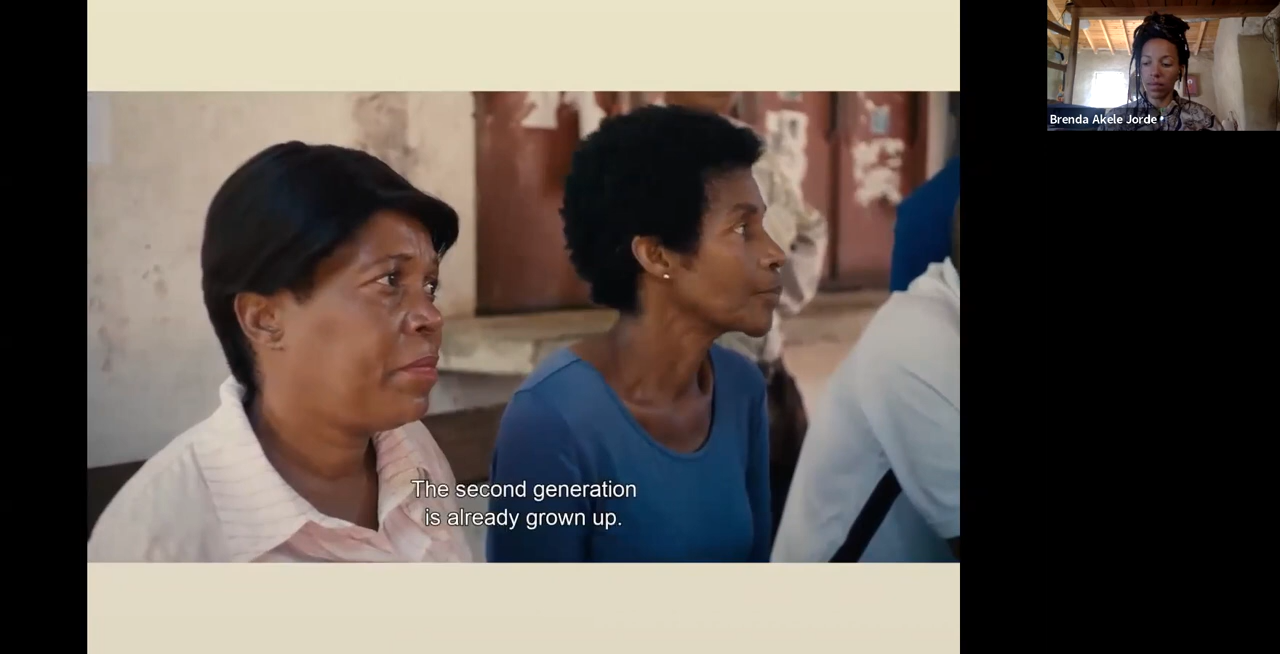 Brenda Akele Jorde
The second generation
is already grown up.